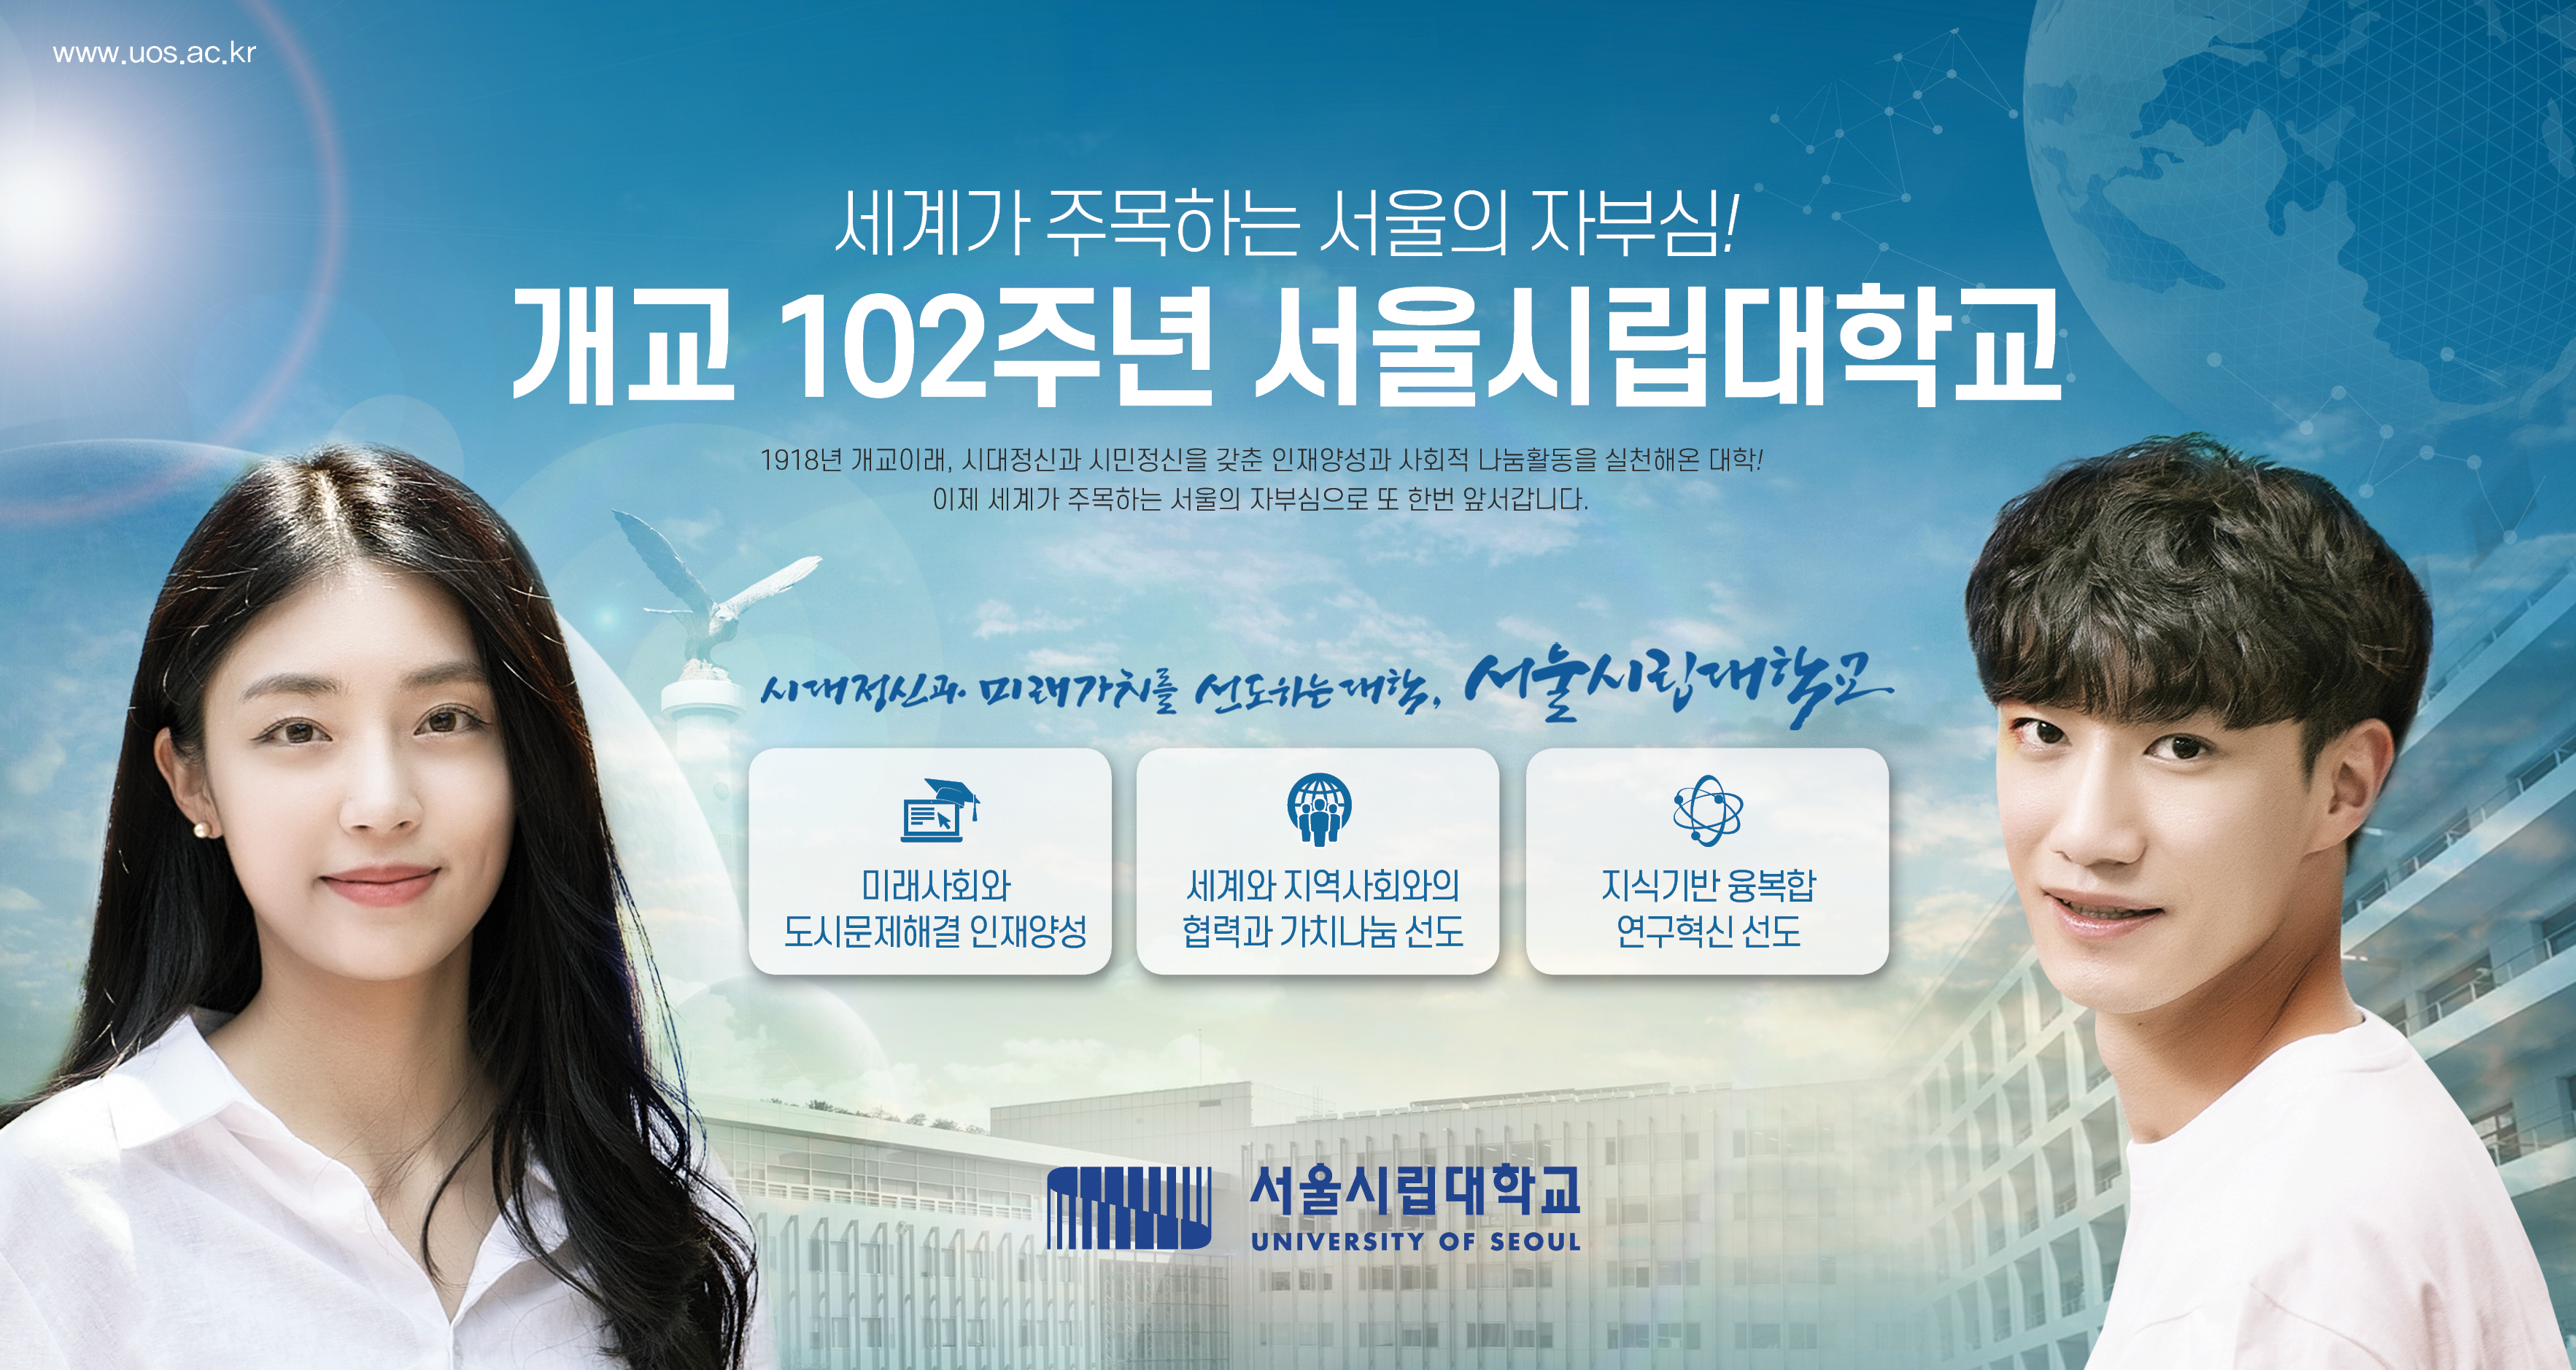 www.uos.ac.kr
세계가 주목하는 서울의 자부심!
개교 102주년 서울시립대학교
1918년 개교이래, 시대정신과 시민정신을 갖춘 인재양성과 사회적 나눔활동을 실천해온 대학!
이제 세계가 주목하는 서울의 자부심으로 또 한번 앞서갑니다.
시대정신과 미래가치를 선도하는 대학, 서울시립대학교
미래사회와
도시문제해결 인재양성
세계와 지역사회와의
협력과 가치나눔 선도
지식기반 융복합
연구혁신 선도
서울시립대학교
UNIVERSITY OF SEOUL